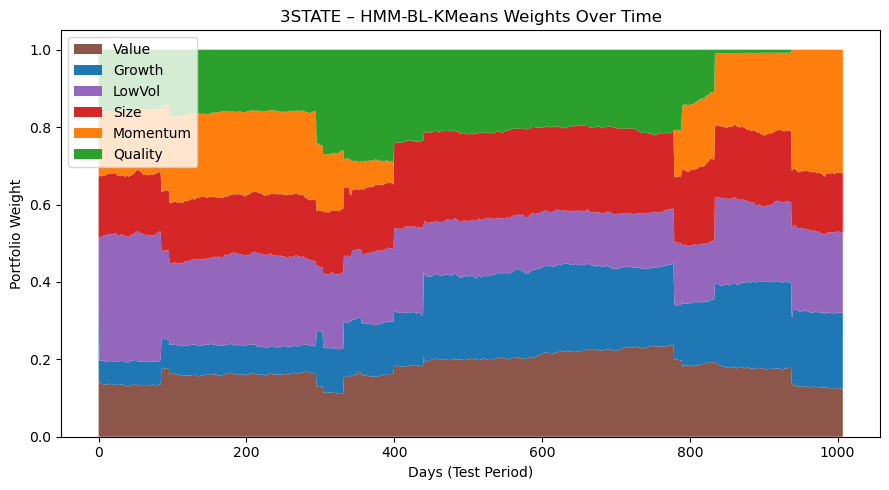 3STATE – HMM-BL-KMeans Weights Over Time
Portfolio Weight
1.0
0.8
0.6
0.4
0.2
0.0
Value
Growth
LowVol
Size
Momentum
Quality
0
200
400
600
800
1000
Days (Test Period)